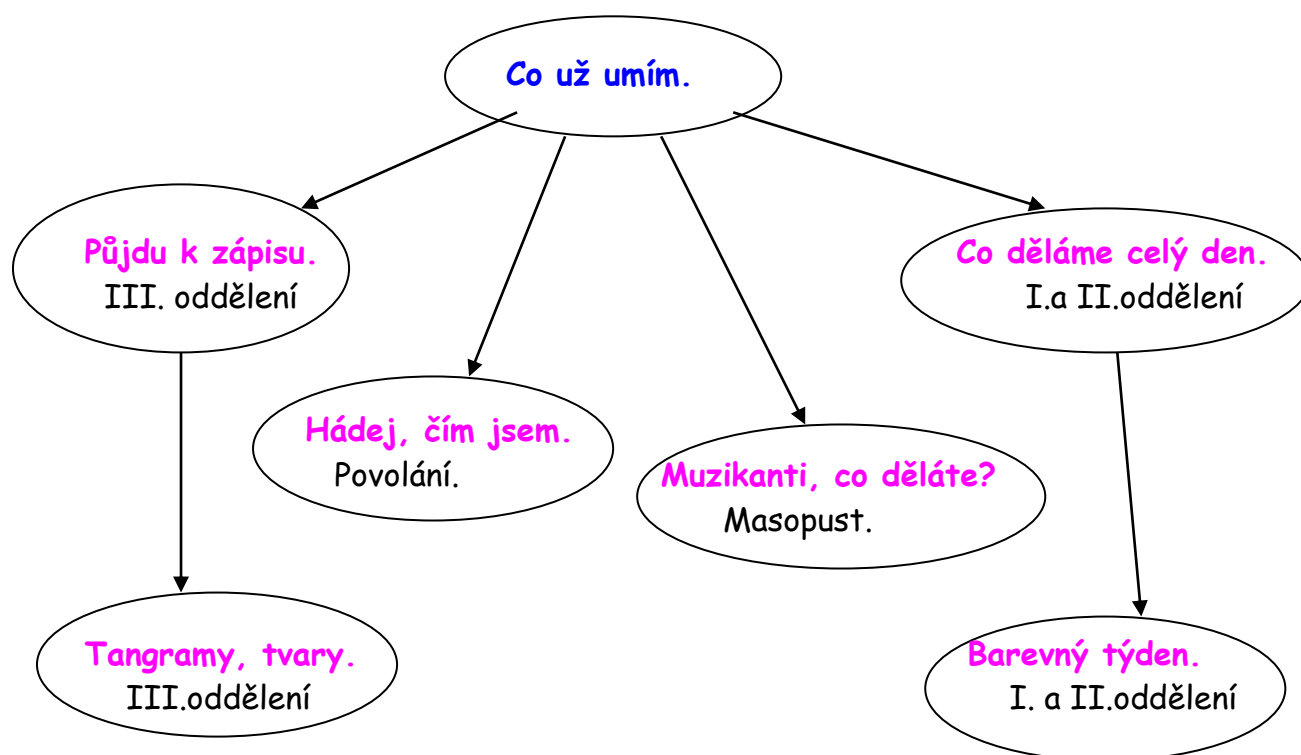 Co už umím.
Půjdu k zápisu.
III. oddělení
Co děláme celý den.
I.a II.oddělení
Hádej, čím jsem.
Povolání.
Muzikanti, co děláte?
Masopust.
Tangramy, tvary.
III.oddělení
Barevný týden.
I. a II.oddělení